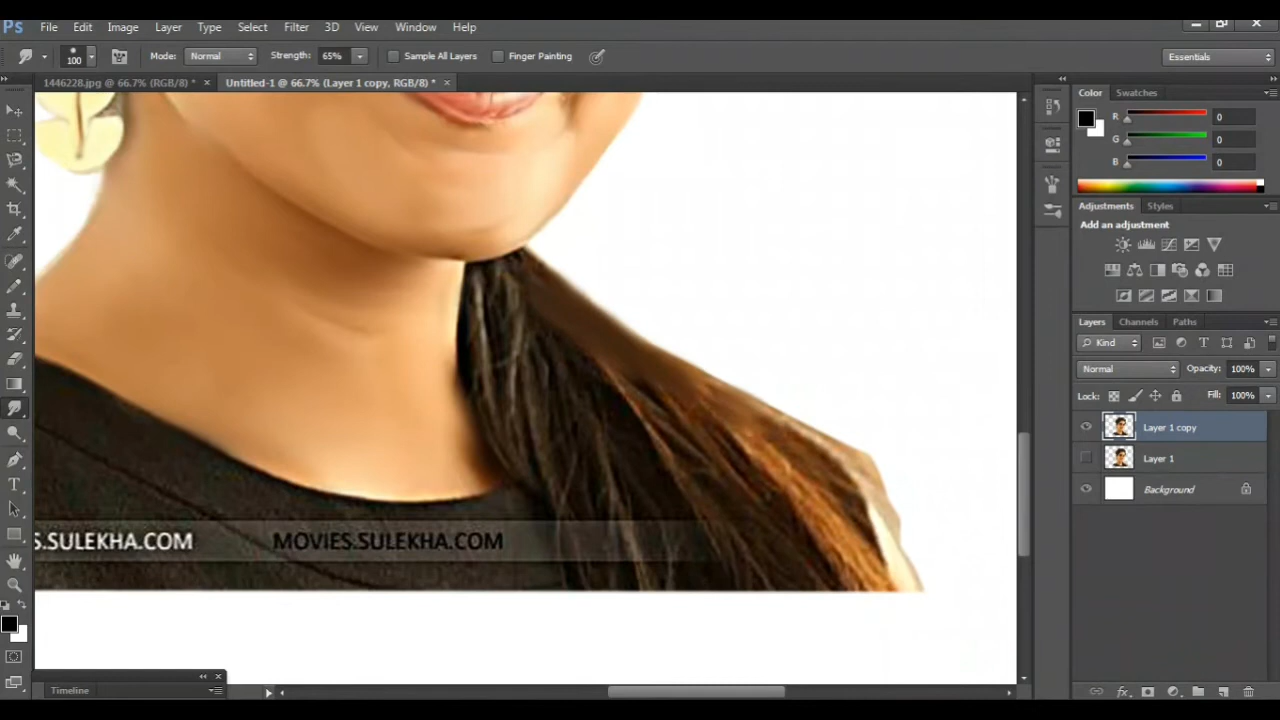 Ps File Edit Image Layer Type Select Filter 3D View Window Help
100 Mode: Normal Strength: 65% Sample All Layers Finger Painting Essentials
1446228.jpg @ 66.7% (RGB/8) * × Untitled-1 @ 66.7% (Layer 1 copy, RGB/8) * ×
Color Swatches
R 0
G 0
B 0
Adjustments Styles
Add an adjustment
Layers Channels Paths
Kind
Normal Opacity: 100%
Lock: Fill: 100%
Layer 1 copy
Layer 1
Background
S.SULEKHA.COM MOVIES.SULEKHA.COM
Timeline
fx